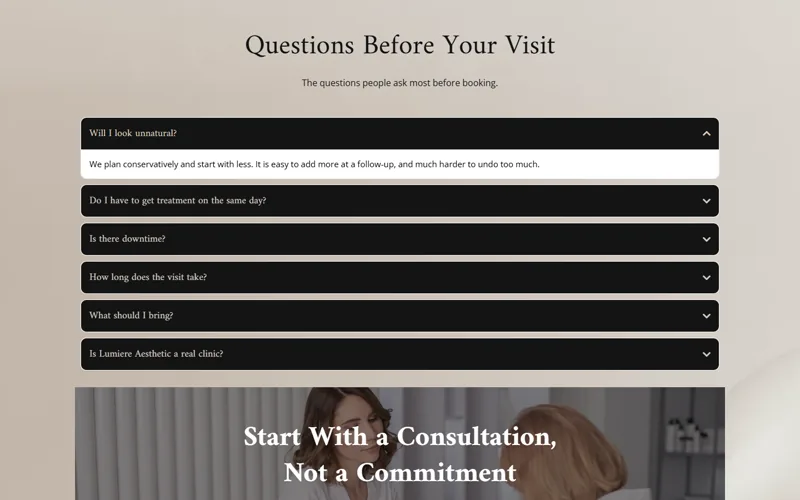 Questions Before Your Visit
The questions people ask most before booking.
Will I look unnatural?
We plan conservatively and start with less. It is easy to add more at a follow-up, and much harder to undo too much.
Do I have to get treatment on the same day?
Is there downtime?
How long does the visit take?
What should I bring?
Is Lumiere Aesthetic a real clinic?
Start With a Consultation,
Not a Commitment